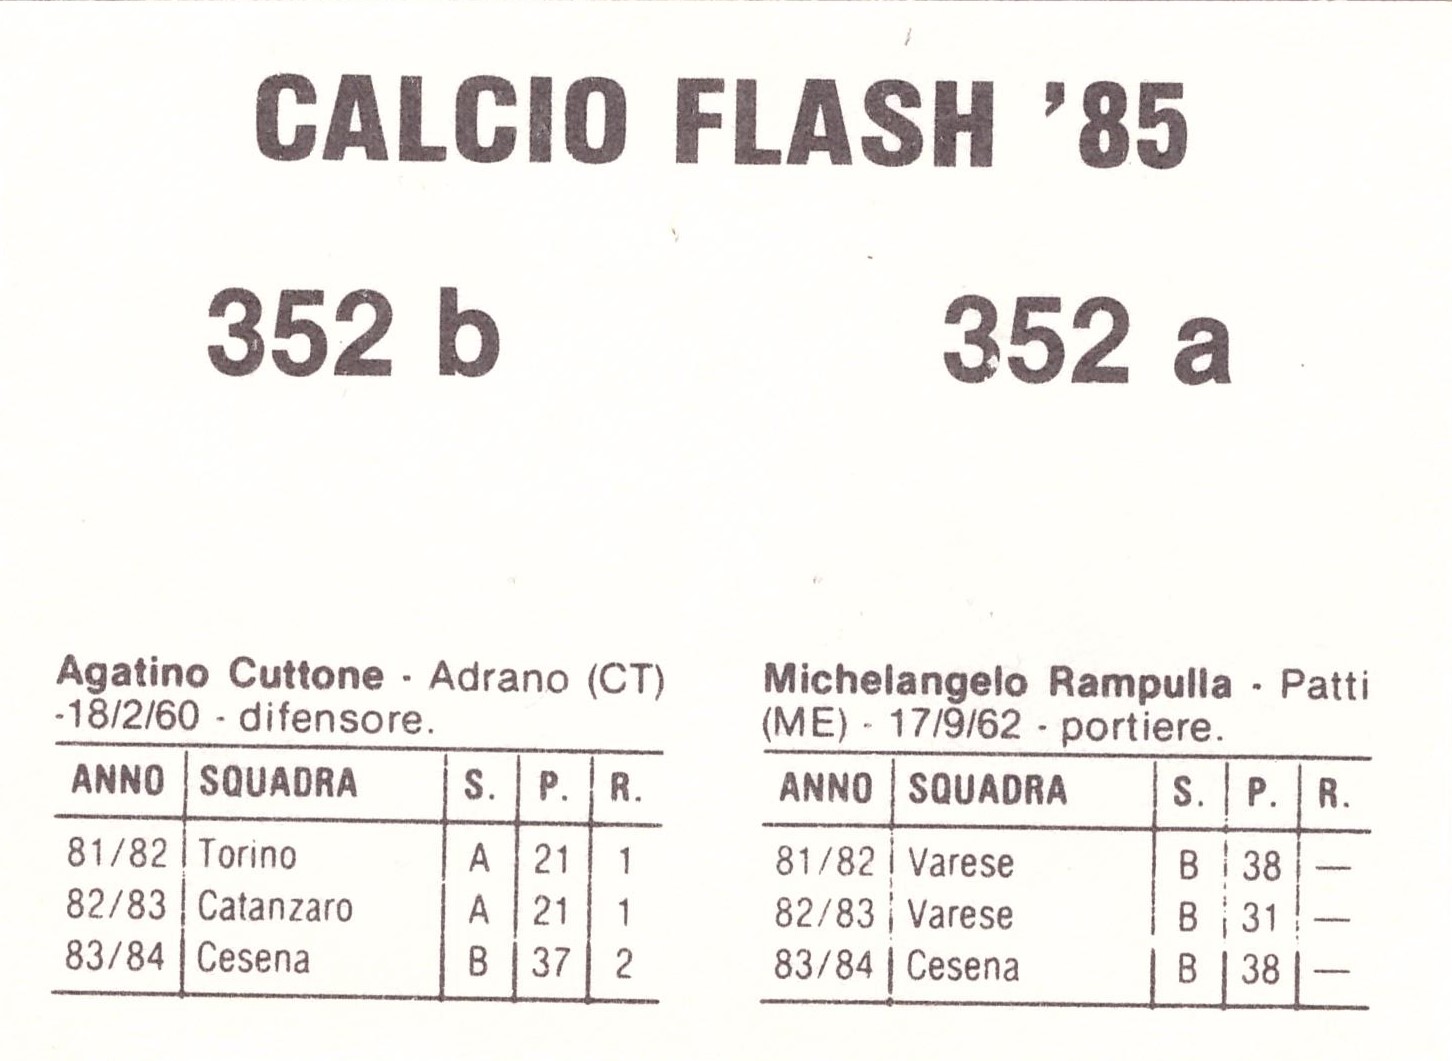 CALCIO FLASH '85
352 b
352 a
Agatino Cuttone - Adrano (CT)
-18/2/60 - difensore.
ANNO SQUADRA S. P. R.
81/82 Torino A 21 1
82/83 Catanzaro A 21 1
83/84 Cesena B 37 2
Michelangelo Rampulla - Patti
(ME) - 17/9/62 - portiere.
ANNO SQUADRA S. P. R.
81/82 Varese B 38 —
82/83 Varese B 31 —
83/84 Cesena B 38 —